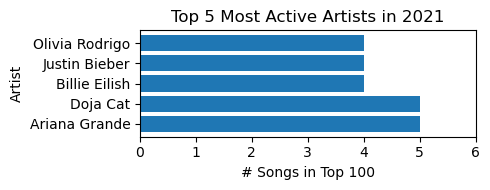 Top 5 Most Active Artists in 2021
Artist
Olivia Rodrigo
Justin Bieber
Billie Eilish
Doja Cat
Ariana Grande
0 1 2 3 4 5 6
# Songs in Top 100